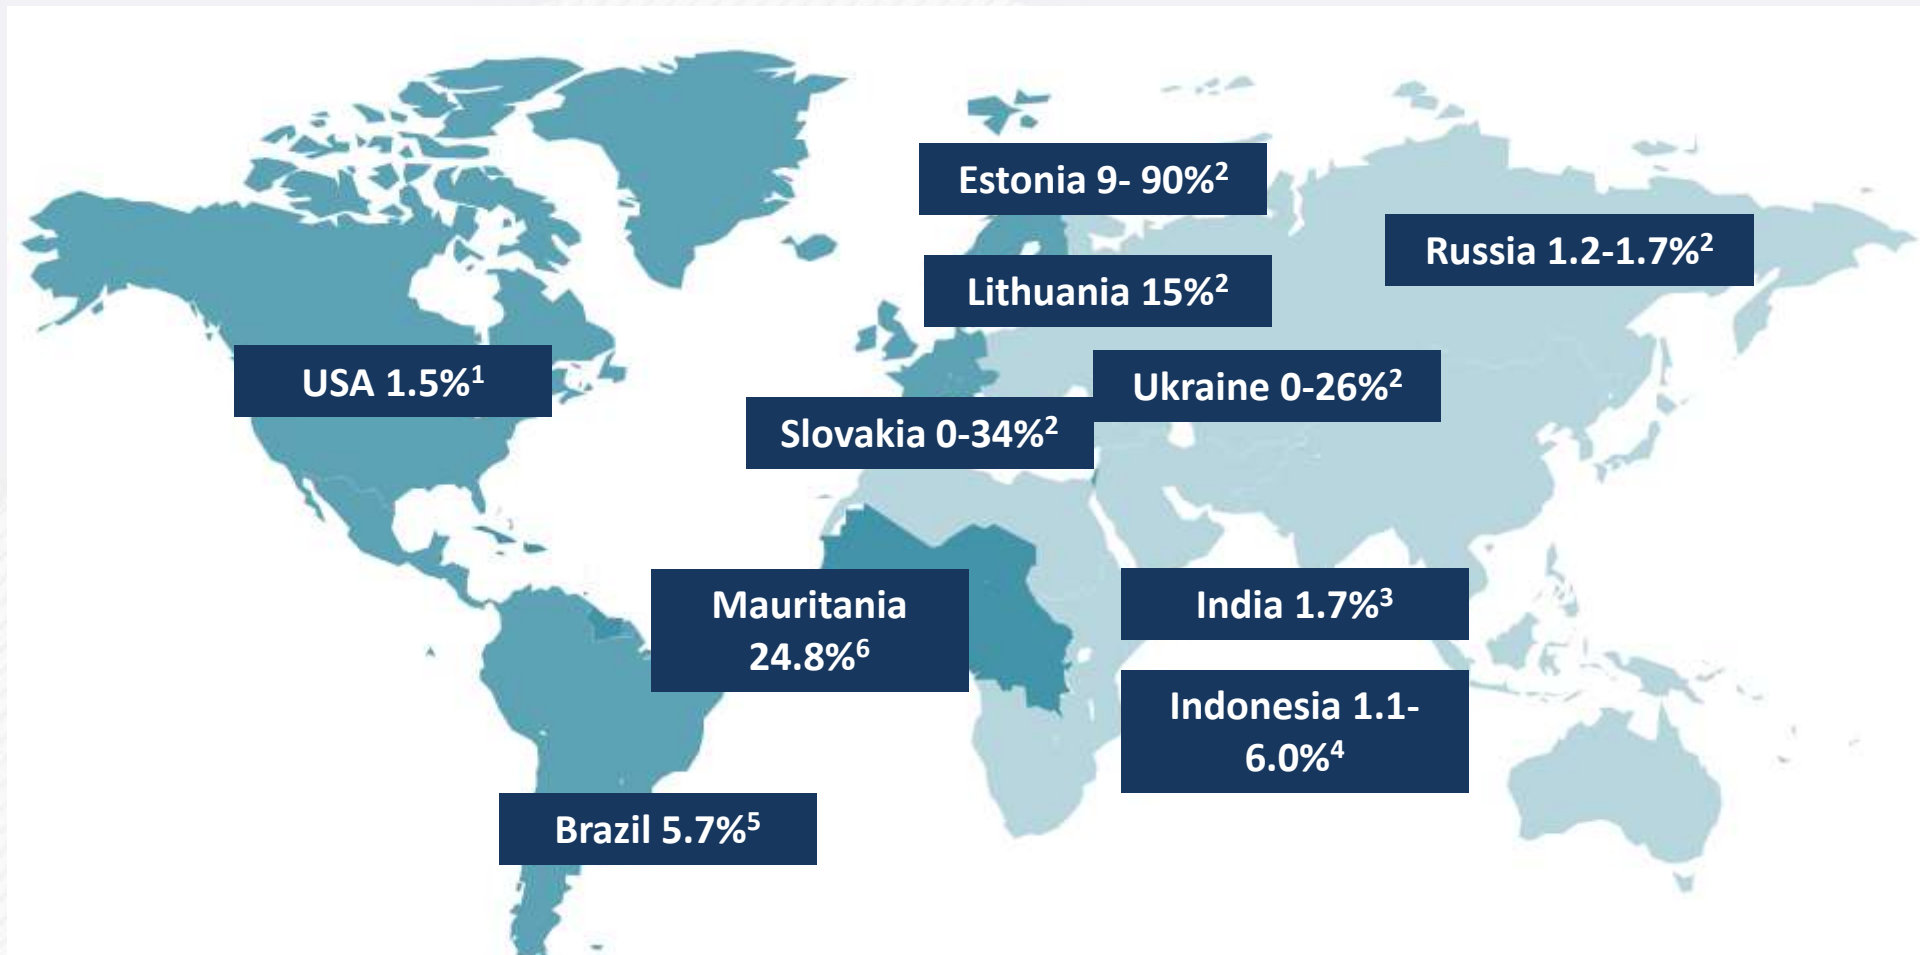 Estonia 9- 90%²
Russia 1.2-1.7%²
Lithuania 15%²
USA 1.5%¹
Ukraine 0-26%²
Slovakia 0-34%²
Mauritania
24.8%⁶
India 1.7%³
Indonesia 1.1-
6.0%⁴
Brazil 5.7%⁵